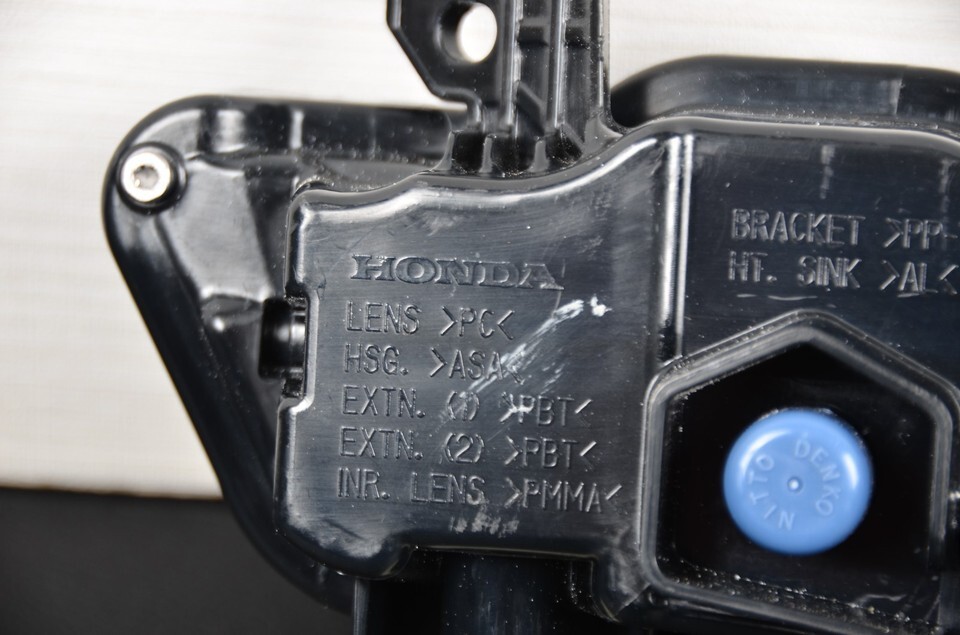 HONDA
LENS >PC<
HSG. >ASA<
EXTN. (1) >PBT<
EXTN. (2) >PBT<
INR. LENS >PMMA<
BRACKET >PP
HT. SINK >AL<
NITTO DENKO